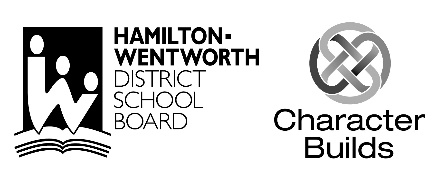 HAMILTON-
WENTWORTH
DISTRICT
SCHOOL
BOARD
Character
Builds